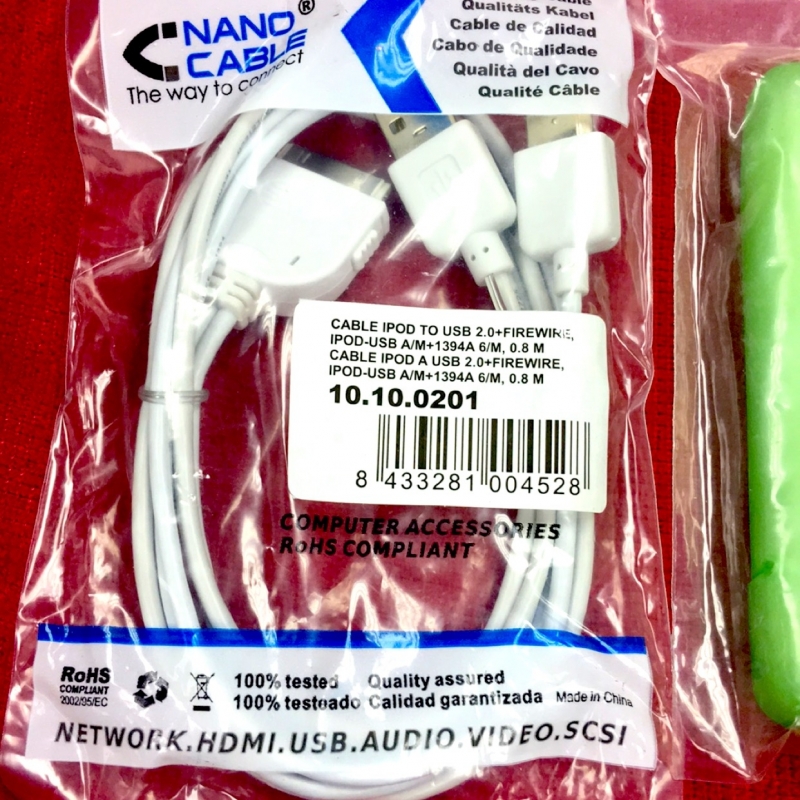 NANO®
CABLE
The way to connect
Qualitäts Kabel
Cable de Calidad
Cabo de Qualidade
Qualità del Cavo
Qualité Câble
CABLE IPOD TO USB 2.0+FIREWIRE,
IPOD-USB A/M+1394A 6/M, 0.8 M
CABLE IPOD A USB 2.0+FIREWIRE,
IPOD-USB A/M+1394A 6/M, 0.8 M
10.10.0201
8 433281 004528
COMPUTER ACCESSORIES
RoHS COMPLIANT
RoHS
COMPLIANT
2002/95/EC
100% tested Quality assured
100% testeado Calidad garantizada Made in China
NETWORK.HDMI.USB.AUDIO.VIDEO.SCSI